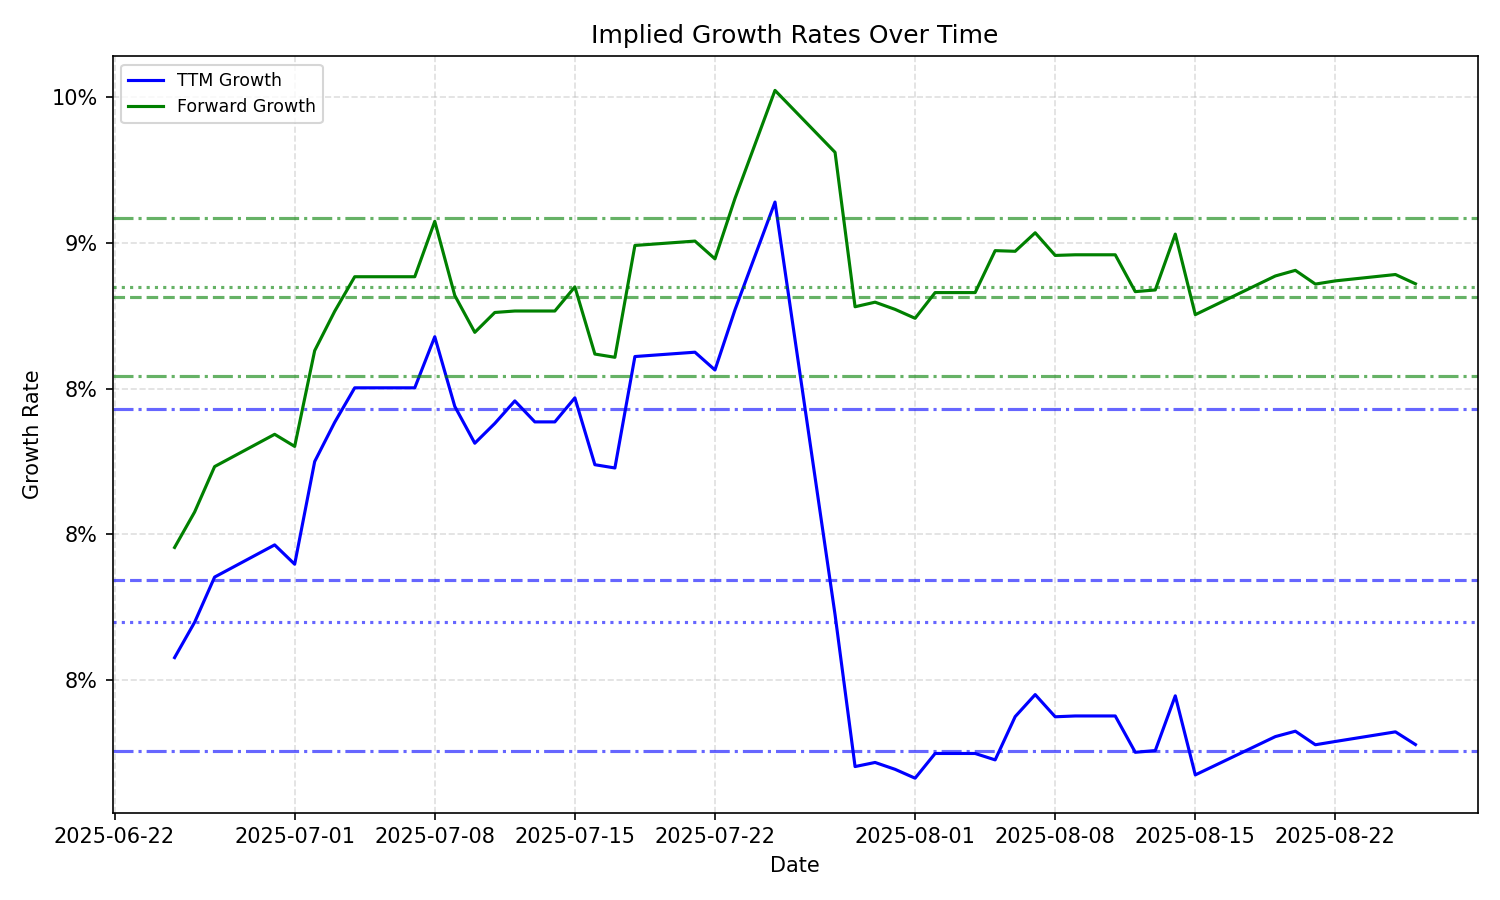 Implied Growth Rates Over Time
TTM Growth
Forward Growth
10%
9%
8%
8%
8%
Growth Rate
2025-06-22 2025-07-01 2025-07-08 2025-07-15 2025-07-22 2025-08-01 2025-08-08 2025-08-15 2025-08-22
Date